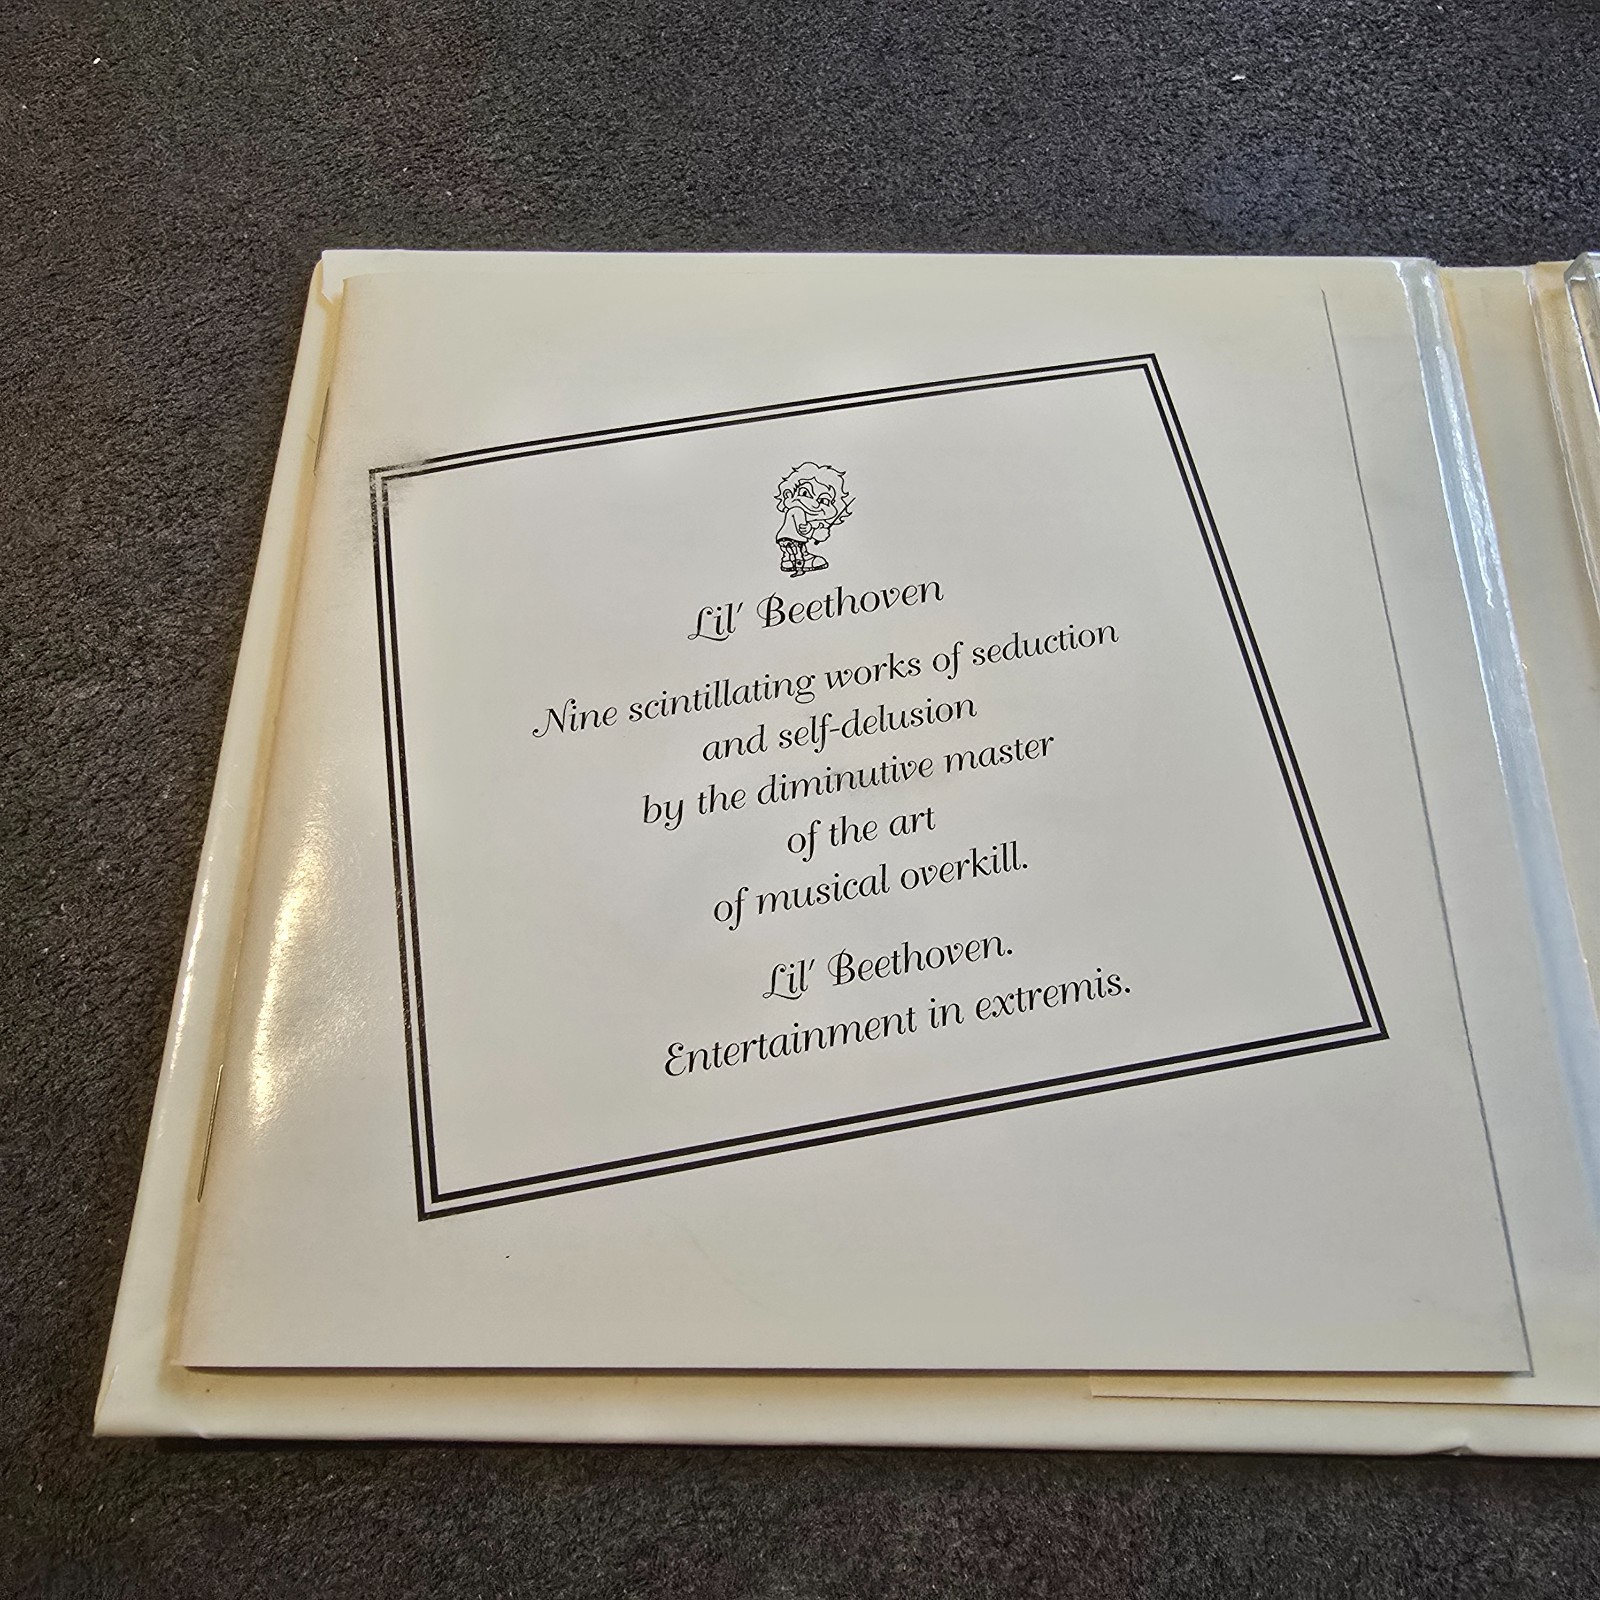 Lil' Beethoven
Nine scintillating works of seduction
and self-delusion
by the diminutive master
of the art
of musical overkill.
Lil' Beethoven.
Entertainment in extremis.